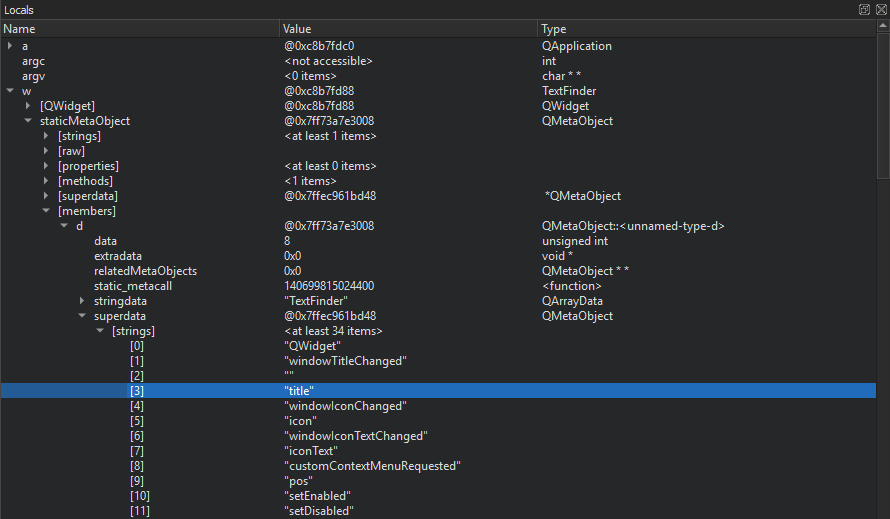 Locals
Name Value Type
a @0xc8b7fdc0 QApplication
argc <not accessible> int
argv <0 items> char * *
w @0xc8b7fd88 TextFinder
[QWidget] @0xc8b7fd88 QWidget
staticMetaObject @0x7ff73a7e3008 QMetaObject
[strings] <at least 1 items>
[raw]
[properties] <at least 0 items>
[methods] <1 items>
[superdata] @0x7ffec961bd48 *QMetaObject
[members]
d @0x7ff73a7e3008 QMetaObject::<unnamed-type-d>
data 8 unsigned int
extradata 0x0 void *
relatedMetaObjects 0x0 QMetaObject * *
static_metacall 140699815024400 <function>
stringdata "TextFinder" QArrayData
superdata @0x7ffec961bd48 QMetaObject
[strings] <at least 34 items>
[0] "QWidget"
[1] "windowTitleChanged"
[2] ""
[3] "title"
[4] "windowIconChanged"
[5] "icon"
[6] "windowIconTextChanged"
[7] "iconText"
[8] "customContextMenuRequested"
[9] "pos"
[10] "setEnabled"
[11] "setDisabled"